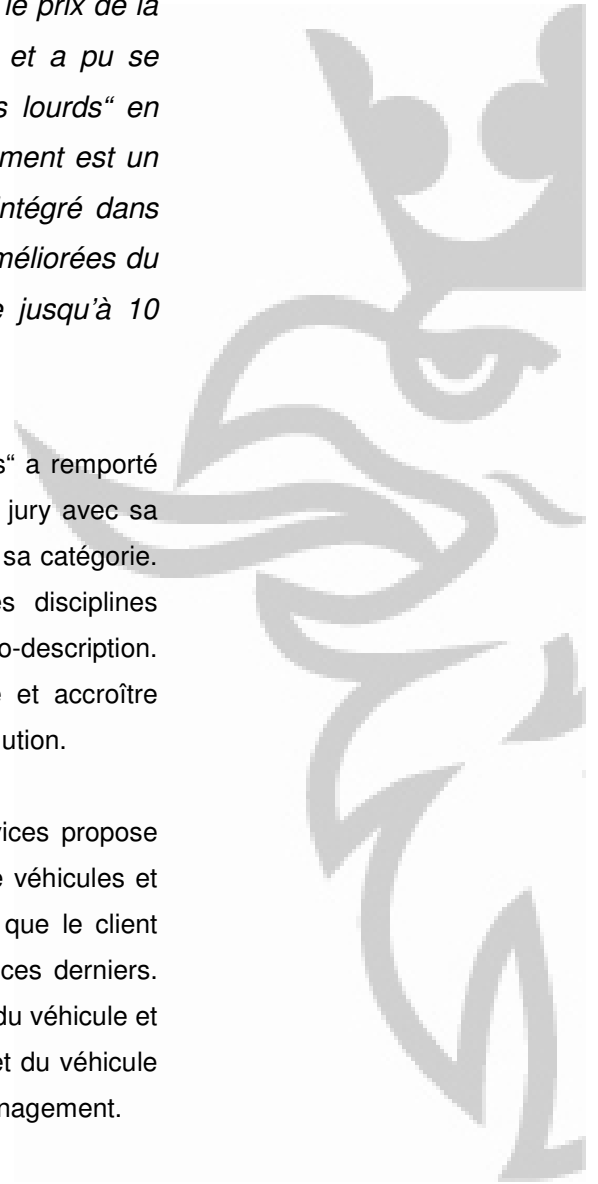 le prix de la
et a pu se
s lourds“ en
ment est un
intégré dans
méliorées du
e jusqu'à 10
s“ a remporté
jury avec sa
sa catégorie.
es disciplines
o-description.
e et accroître
ution.
vices propose
e véhicules et
que le client
ces derniers.
du véhicule et
et du véhicule
nagement.